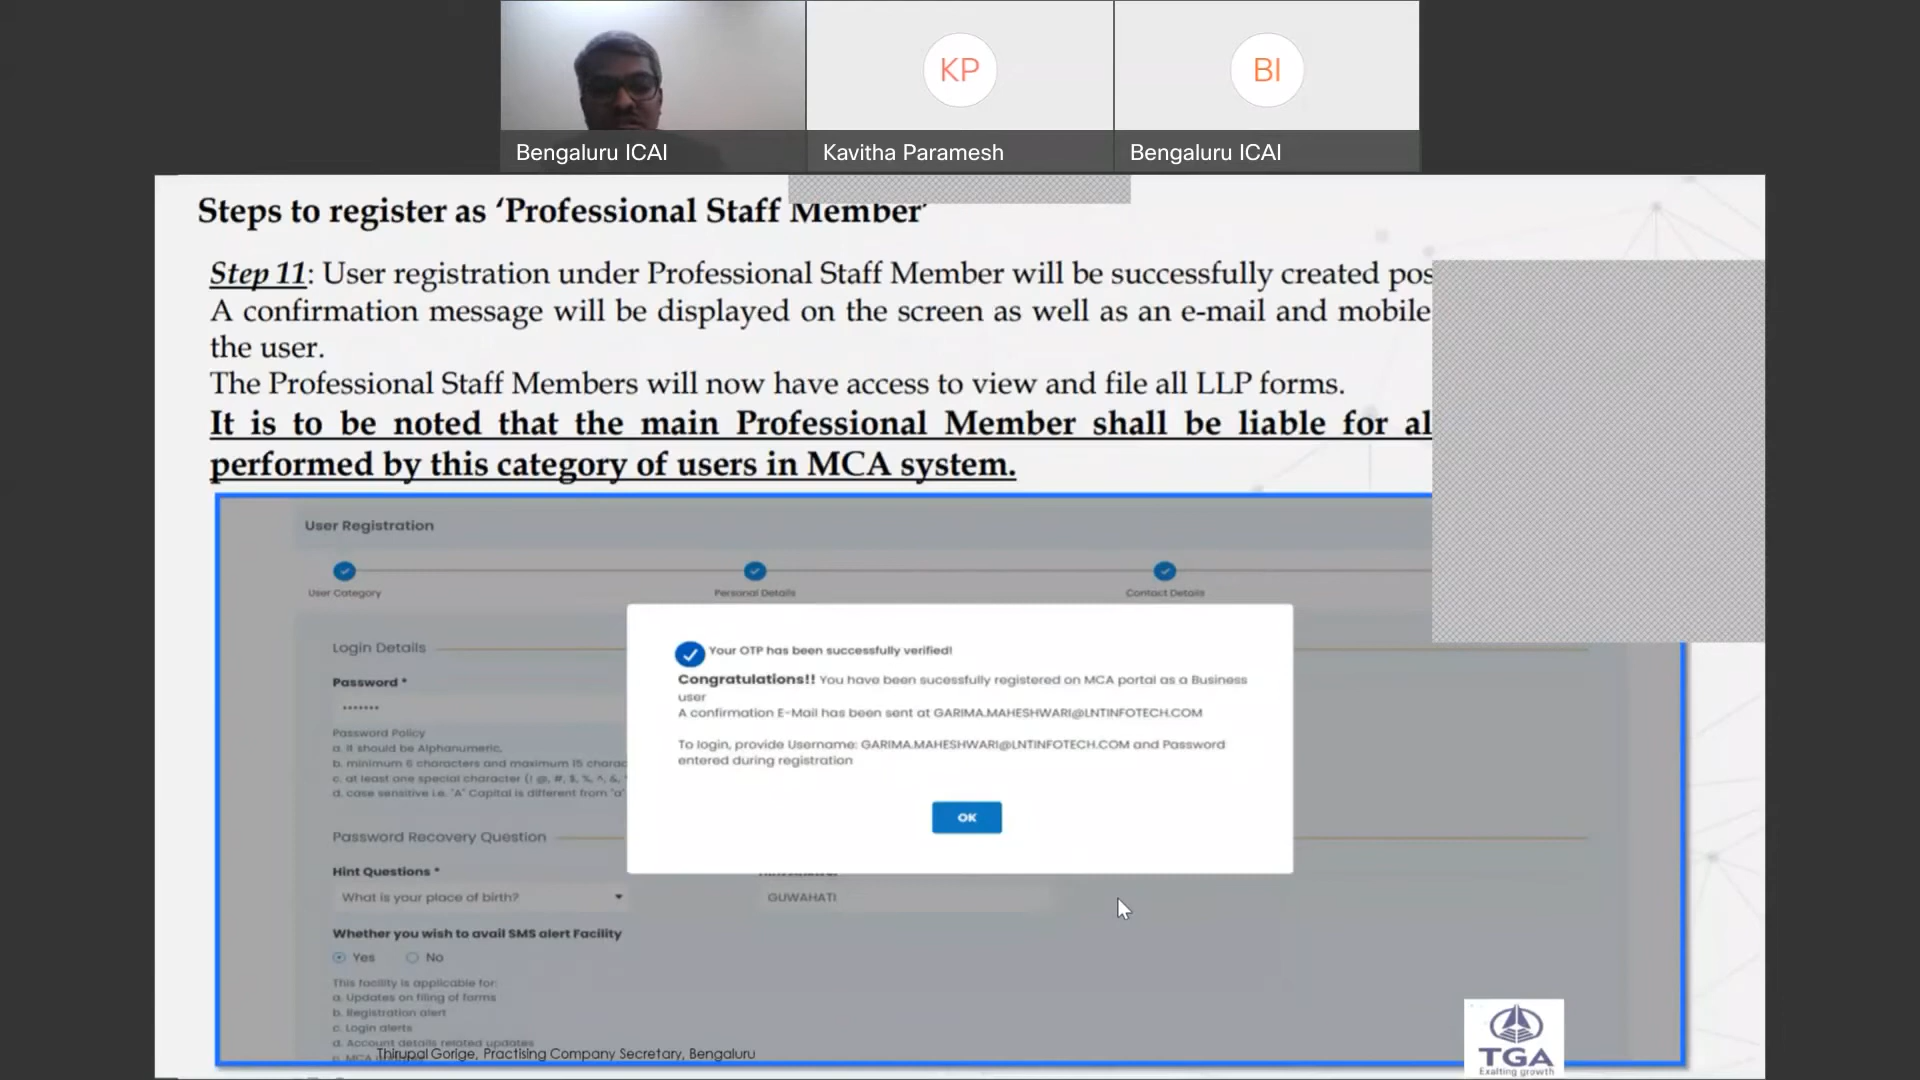 KP
BI
Bengaluru ICAI
Kavitha Paramesh
Bengaluru ICAI
Steps to register as ‘Professional Staff Member’
Step 11: User registration under Professional Staff Member will be successfully created pos
A confirmation message will be displayed on the screen as well as an e-mail and mobile
the user.
The Professional Staff Members will now have access to view and file all LLP forms.
It is to be noted that the main Professional Member shall be liable for al
performed by this category of users in MCA system.
User Registration
User Category
Personal Details
Contact Details
Login Details
Password *
•••••••
Password Policy
a. It should be Alphanumeric,
b. minimum 6 characters and maximum 15 charac
c. at least one special character (! @, #, $, %, ^, &,
d. case sensitive i.e. "A" Capital is different from "a"
Your OTP has been successfully verified!
Congratulations!! You have been sucessfully registered on MCA portal as a Business
user
A confirmation E-Mail has been sent at GARIMA.MAHESHWARI@LNTINFOTECH.COM
To login, provide Username: GARIMA.MAHESHWARI@LNTINFOTECH.COM and Password
entered during registration
OK
Password Recovery Question
Hint Questions *
What is your place of birth?
GUWAHATI
Whether you wish to avail SMS alert Facility
Yes
No
This facility is applicable for:
a. Updates on filing of forms
b. Registration alert
c. Login alerts
d. Account details related updates
e. MCA
Thirupal Gorige, Practising Company Secretary, Bengaluru
TGA
Exalting growth